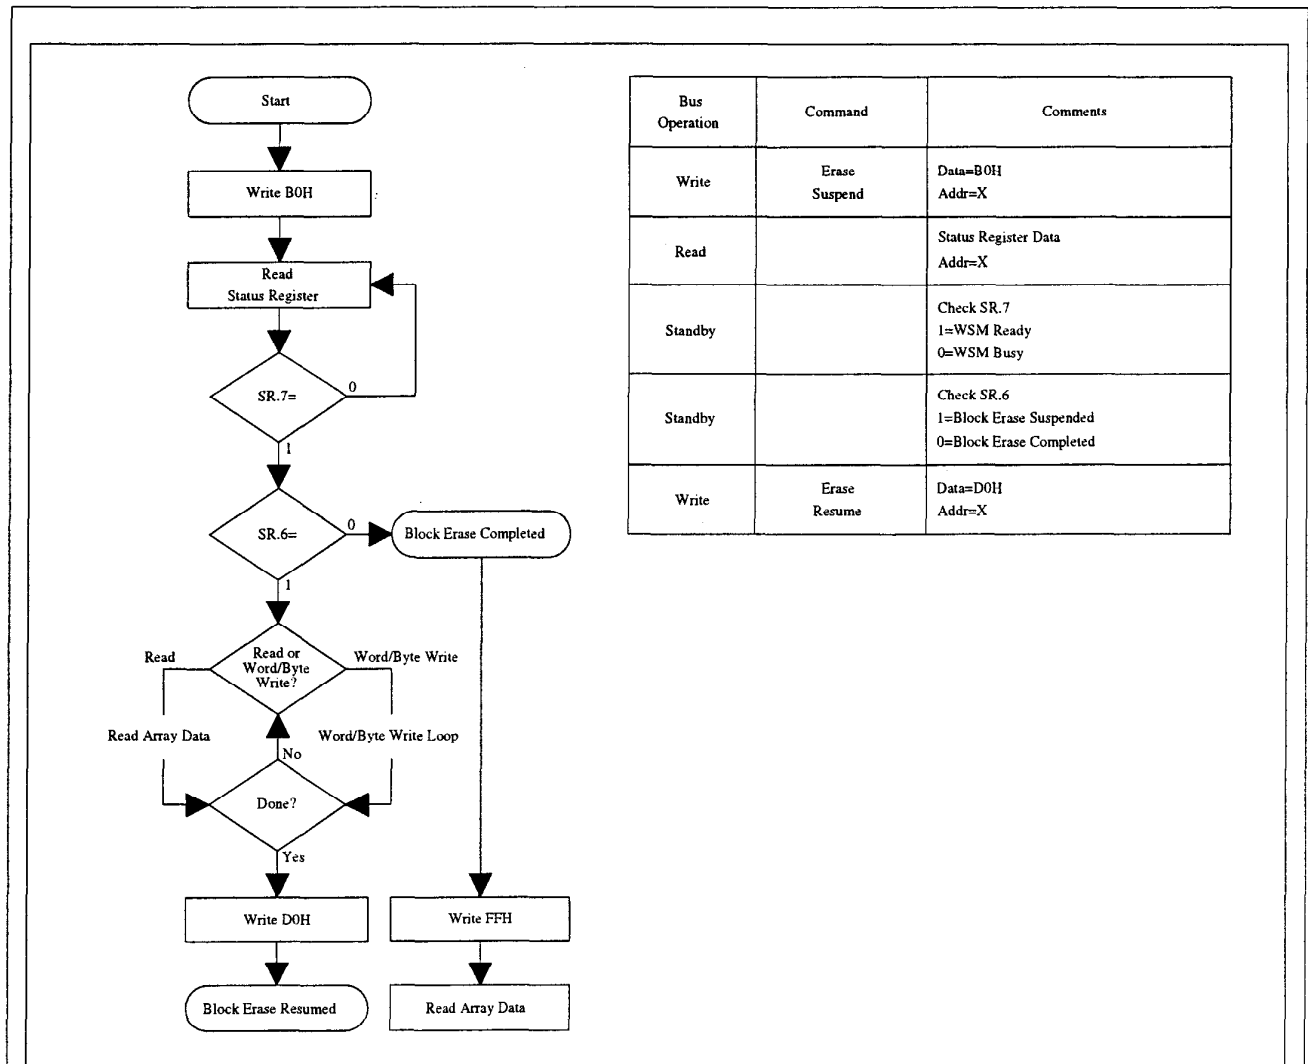 Start
Write B0H
Read
Status Register
SR.7=
0
1
SR.6=
0
Block Erase Completed
1
Read or
Word/Byte
Write?
Read
Word/Byte Write
Read Array Data
Word/Byte Write Loop
No
Done?
Yes
Write D0H
Write FFH
Block Erase Resumed
Read Array Data
Bus
Operation
Command
Comments
Write
Erase
Suspend
Data=B0H
Addr=X
Read
Status Register Data
Addr=X
Standby
Check SR.7
1=WSM Ready
0=WSM Busy
Standby
Check SR.6
1=Block Erase Suspended
0=Block Erase Completed
Write
Erase
Resume
Data=D0H
Addr=X